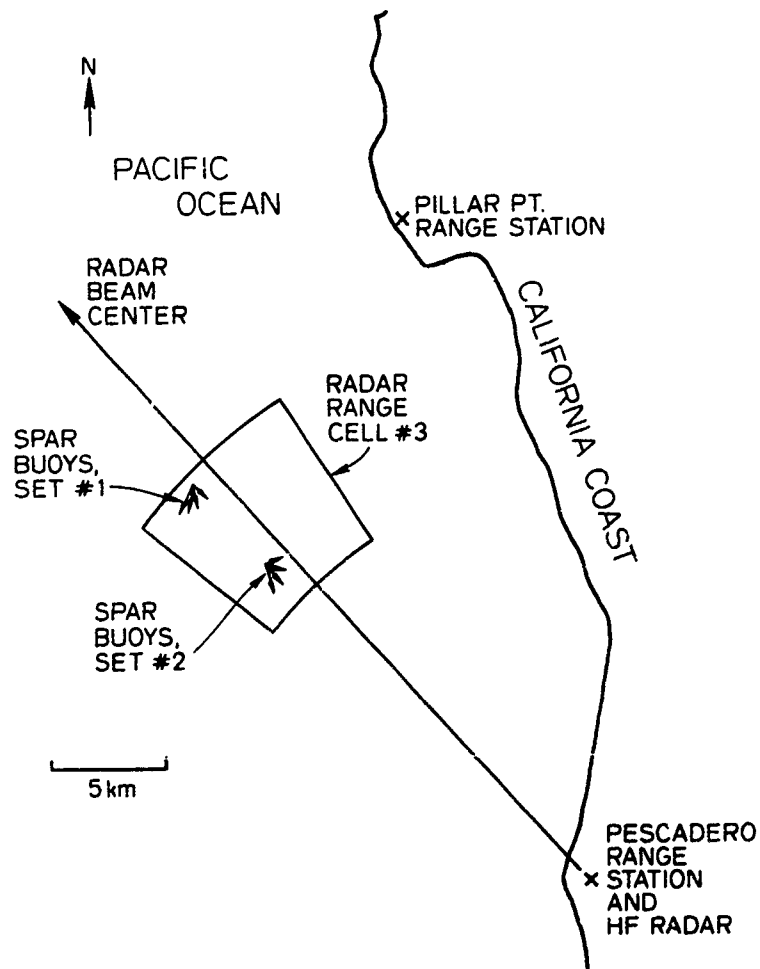 N
PACIFIC
OCEAN
PILLAR PT.
RANGE STATION
RADAR
BEAM
CENTER
CALIFORNIA COAST
RADAR
RANGE
CELL #3
SPAR
BUOYS,
SET #1
SPAR
BUOYS,
SET #2
5 km
PESCADERO
RANGE
STATION
AND
HF RADAR